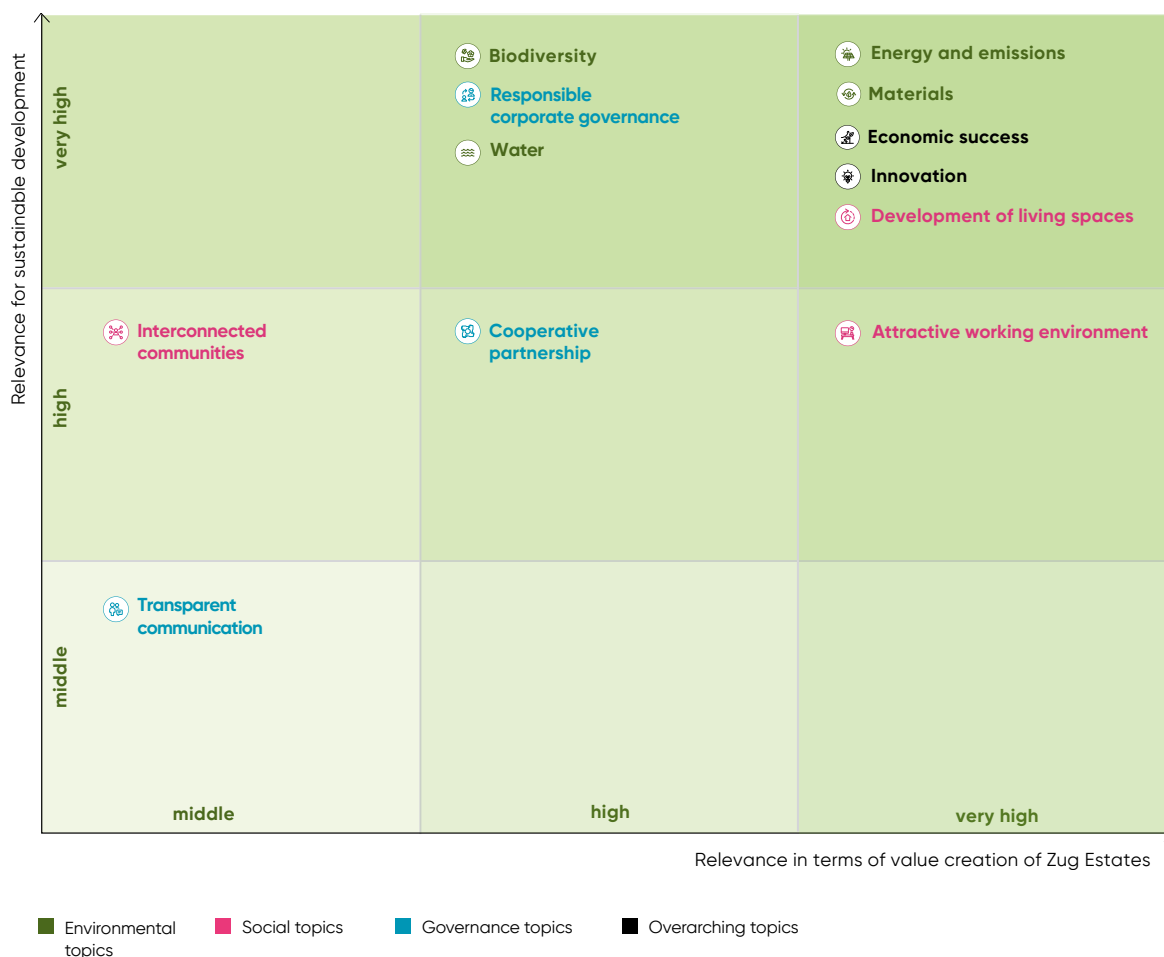 Relevance for sustainable development
very high
Biodiversity
Responsible
corporate governance
Water
Energy and emissions
Materials
Economic success
Innovation
Development of living spaces
high
Interconnected
communities
Cooperative
partnership
Attractive working environment
middle
Transparent
communication
middle
high
very high
Relevance in terms of value creation of Zug Estates
Environmental
topics
Social topics
Governance topics
Overarching topics